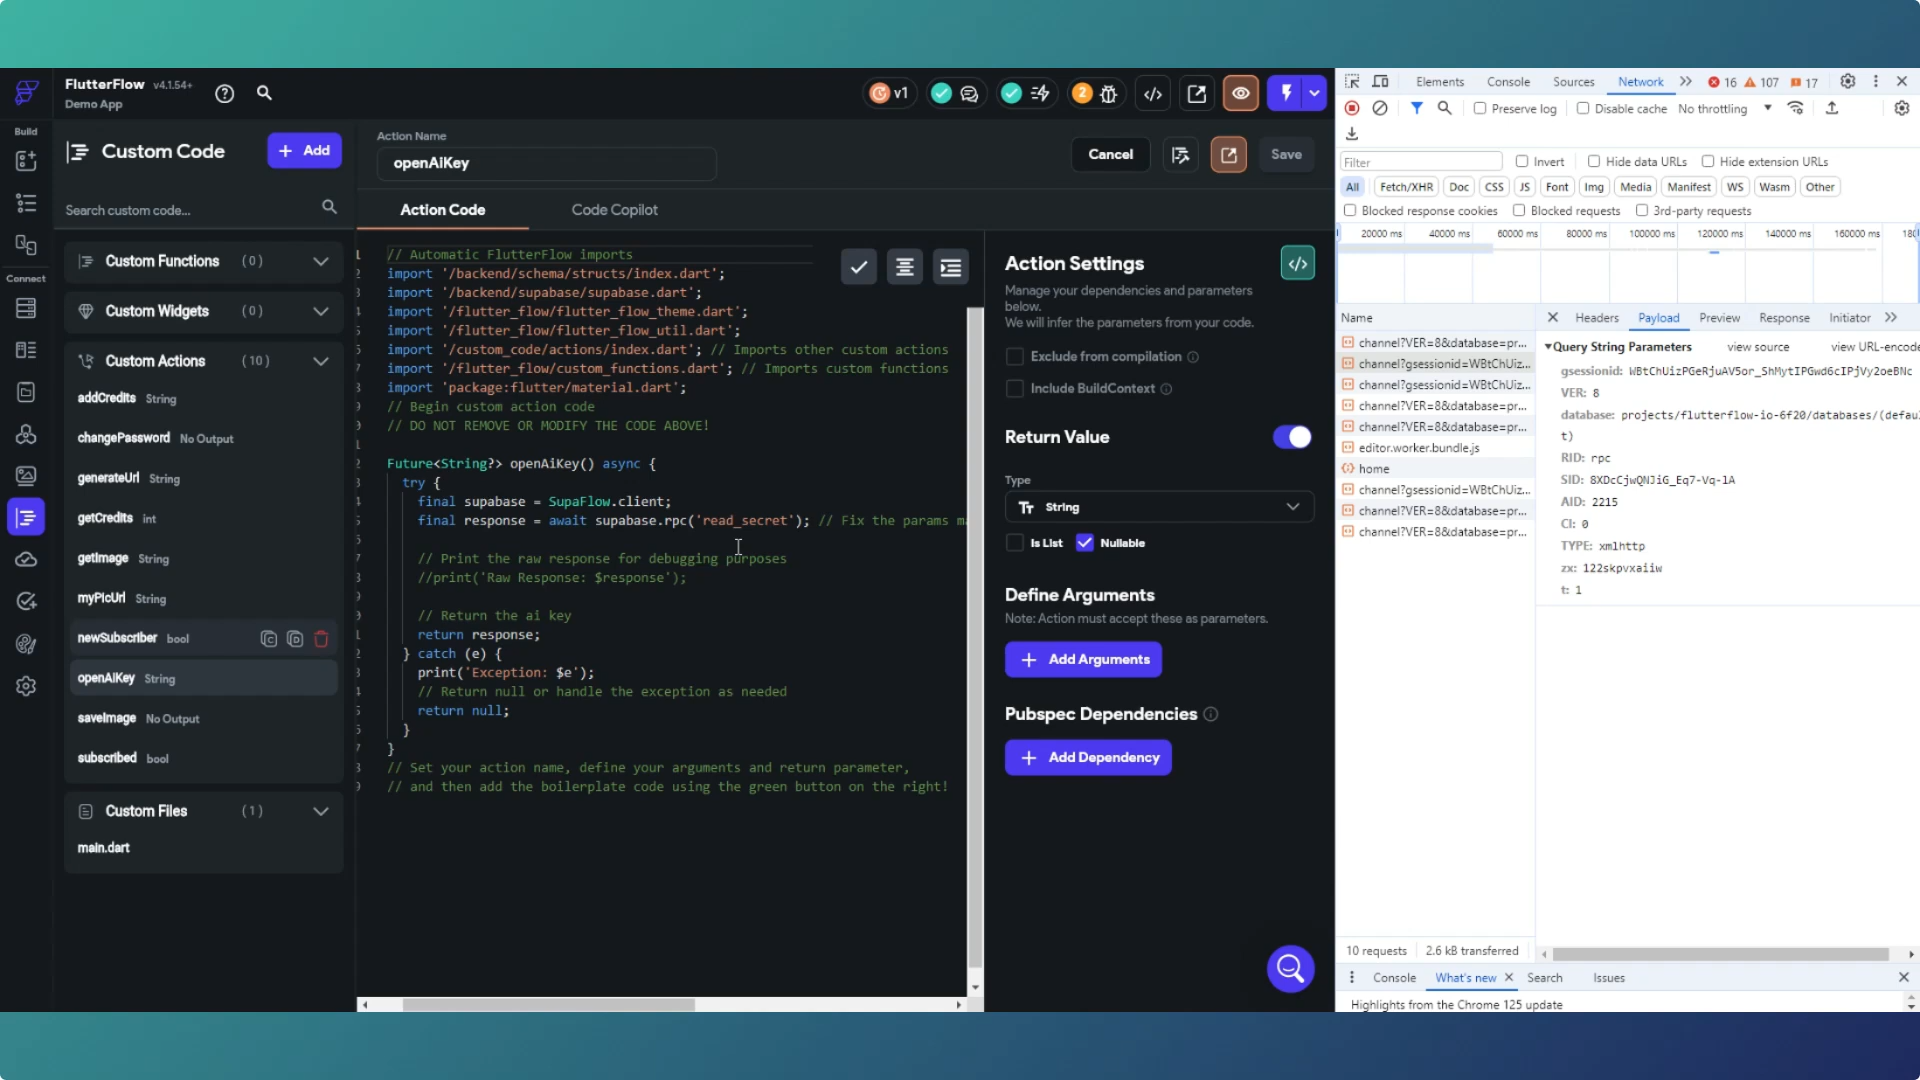 FlutterFlow v4.1.54+
Demo App
v1
2
Build
Connect
Custom Code
+ Add
Search custom code...
Custom Functions (0)
Custom Widgets (0)
Custom Actions (10)
addCredits String
changePassword No Output
generateUrl String
getCredits int
getImage String
myPicUrl String
newSubscriber bool
openAiKey String
saveImage No Output
subscribed bool
Custom Files (1)
main.dart
Action Name
openAiKey
Cancel
Save
Action Code
Code Copilot
// Automatic FlutterFlow imports
import '/backend/schema/structs/index.dart';
import '/backend/supabase/supabase.dart';
import '/flutter_flow/flutter_flow_theme.dart';
import '/flutter_flow/flutter_flow_util.dart';
import '/custom_code/actions/index.dart'; // Imports other custom actions
import '/flutter_flow/custom_functions.dart'; // Imports custom functions
import 'package:flutter/material.dart';
// Begin custom action code
// DO NOT REMOVE OR MODIFY THE CODE ABOVE!
Future<String?> openAiKey() async {
try {
final supabase = SupaFlow.client;
final response = await supabase.rpc('read_secret'); // Fix the params m
// Print the raw response for debugging purposes
//print('Raw Response: $response');
// Return the ai key
return response;
} catch (e) {
print('Exception: $e');
// Return null or handle the exception as needed
return null;
}
}
// Set your action name, define your arguments and return parameter,
// and then add the boilerplate code using the green button on the right!
Action Settings
Manage your dependencies and parameters
below.
We will infer the parameters from your code.
Exclude from compilation
Include BuildContext
Return Value
Type
Tт String
Is List Nullable
Define Arguments
Note: Action must accept these as parameters.
+ Add Arguments
Pubspec Dependencies
+ Add Dependency
Elements Console Sources Network 16 107 17
Preserve log Disable cache No throttling
Filter
Invert Hide data URLs Hide extension URLs
All Fetch/XHR Doc CSS JS Font Img Media Manifest WS Wasm Other
Blocked response cookies Blocked requests 3rd-party requests
20000 ms 40000 ms 60000 ms 80000 ms 100000 ms 120000 ms 140000 ms 160000 ms
Name
channel?VER=8&database=pr...
channel?gsessionid=WBtChUiz...
channel?gsessionid=WBtChUiz...
channel?VER=8&database=pr...
channel?VER=8&database=pr...
editor.worker.bundle.js
home
channel?gsessionid=WBtChUiz...
channel?VER=8&database=pr...
channel?VER=8&database=pr...
Headers Payload Preview Response Initiator
Query String Parameters view source view URL-encode
gsessionid: WBtChUizPGeRjuAV5or_ShMytIPGwd6cIPjVy2oeBNc
VER: 8
database: projects/flutterflow-io-6f20/databases/(defau
t)
RID: rpc
SID: 8XDcCjwQNJiG_Eq7-Vq-1A
AID: 2215
CI: 0
TYPE: xmlhttp
zx: 122skpvxaiiw
t: 1
10 requests 2.6 kB transferred
Console What's new Search Issues
Highlights from the Chrome 125 update